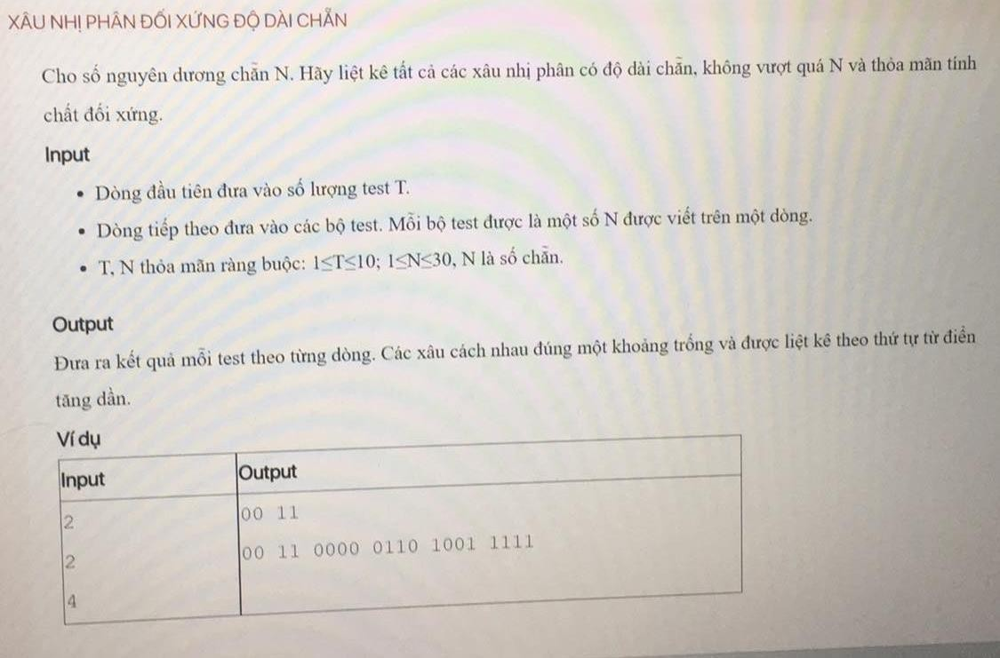 XÂU NHỊ PHÂN ĐỐI XỨNG ĐỘ DÀI CHẴN
Cho số nguyên dương chẵn N. Hãy liệt kê tất cả các xâu nhị phân có độ dài chẵn, không vượt quá N và thỏa mãn tính
chất đối xứng.
Input
• Dòng đầu tiên đưa vào số lượng test T.
• Dòng tiếp theo đưa vào các bộ test. Mỗi bộ test được là một số N được viết trên một dòng.
• T, N thỏa mãn ràng buộc: 1≤T≤10; 1≤N≤30, N là số chẵn.
Output
Đưa ra kết quả mỗi test theo từng dòng. Các xâu cách nhau đúng một khoảng trống và được liệt kê theo thứ tự từ điển
tăng dần.
Ví dụ
Input Output
2 00 11
2 00 11 0000 0110 1001 1111
4